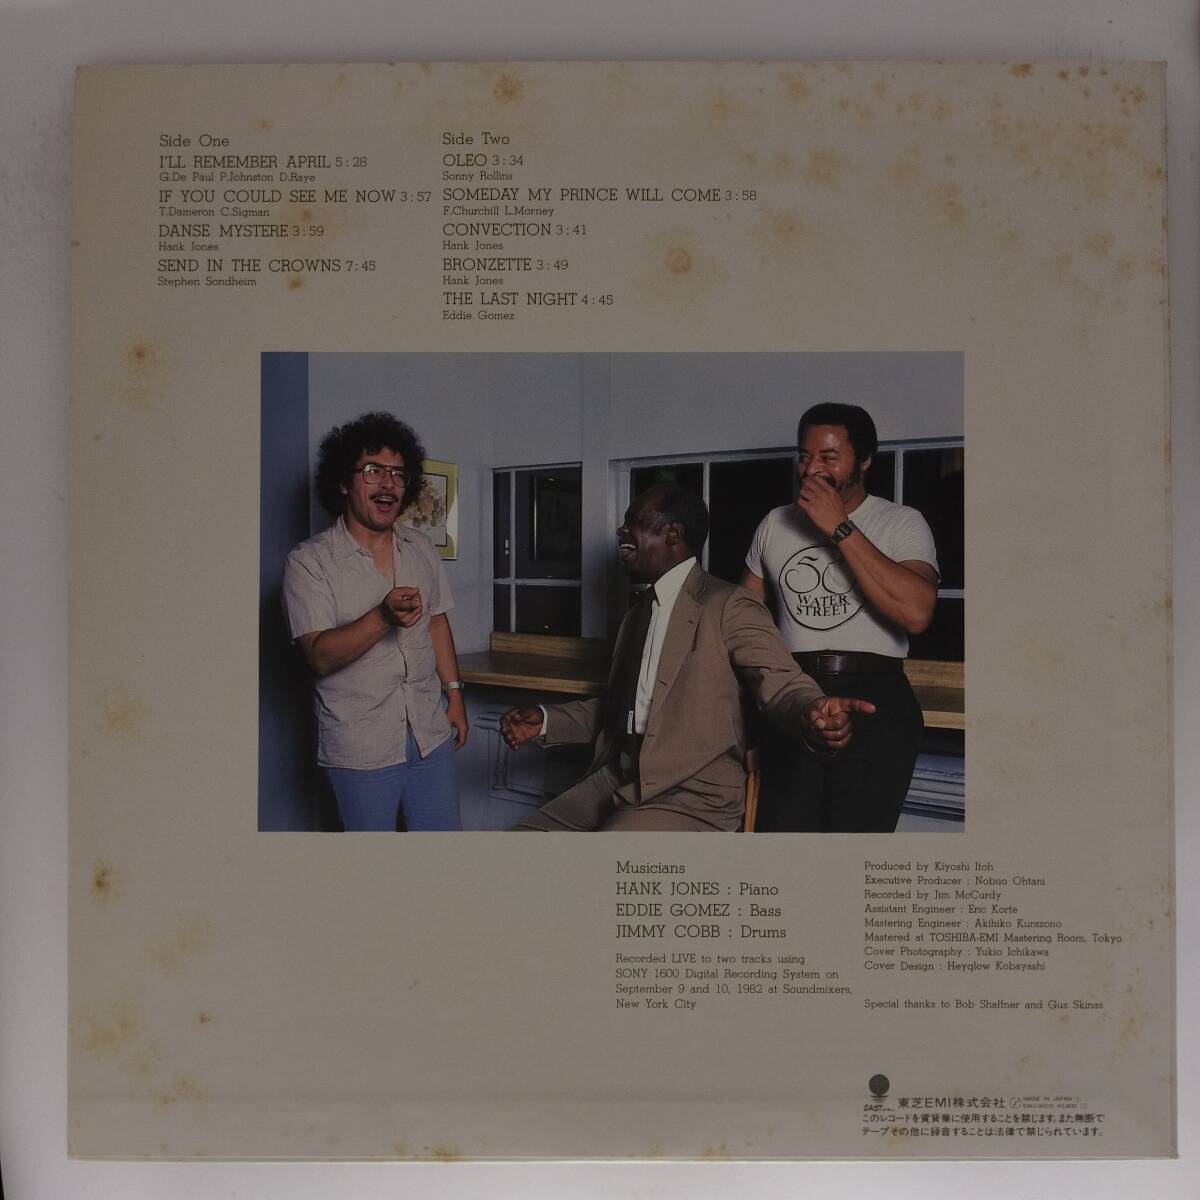 Side One
I'LL REMEMBER APRIL 5:28
G.De Paul P.Johnston D.Raye
IF YOU COULD SEE ME NOW 3:57
T.Dameron C.Sigman
DANSE MYSTERE 3:59
Hank Jones
SEND IN THE CROWNS 7:45
Stephen Sondheim
Side Two
OLEO 3:34
Sonny Rollins
SOMEDAY MY PRINCE WILL COME 3:58
F.Churchill L.Morney
CONVECTION 3:41
Hank Jones
BRONZETTE 3:49
Hank Jones
THE LAST NIGHT 4:45
Eddie Gomez
50
WATER
STREET
Musicians
HANK JONES : Piano
EDDIE GOMEZ : Bass
JIMMY COBB : Drums
Recorded LIVE to two tracks using
SONY 1600 Digital Recording System on
September 9 and 10, 1982 at Soundmixers,
New York City
Produced by Kiyoshi Itoh
Executive Producer : Nobuo Ohtani
Recorded by Jim McCurdy
Assistant Engineer : Eric Korte
Mastering Engineer : Akihiko Kurazono
Mastered at TOSHIBA-EMI Mastering Room, Tokyo
Cover Photography : Yukio Ichikawa
Cover Design : Heyqlow Kobayashi
Special thanks to Bob Shaffner and Gus Skinas
EAST
東芝EMI株式会社
MADE IN JAPAN
このレコードを賃貸業に使用することを禁じます。また無断で
テープその他に録音することは法律で禁じられています。